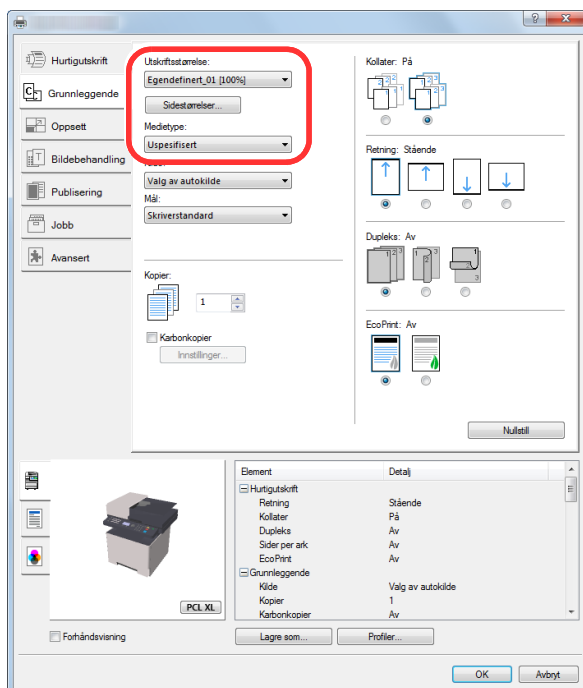 ?
X
Hurtigutskrift
Grunnleggende
Oppsett
Bildebehandling
Publisering
Jobb
Avansert
Utskriftsstørrelse:
Egendefinert_01 [100%]
Sidestørrelser...
Medietype:
Uspesifisert
Valg av autokilde
Mål:
Skriverstandard
Kopier:
1
Karbonkopier
Innstillinger...
Kollater: På
Retning: Stående
Dupleks: Av
EcoPrint: Av
Nullstill
Element Detalj
Hurtigutskrift
Retning Stående
Kollater På
Dupleks Av
Sider per ark Av
EcoPrint Av
Grunnleggende
Kilde Valg av autokilde
Kopier 1
Karbonkopier Av
PCL XL
Forhåndsvisning
Lagre som... Profiler...
OK Avbryt